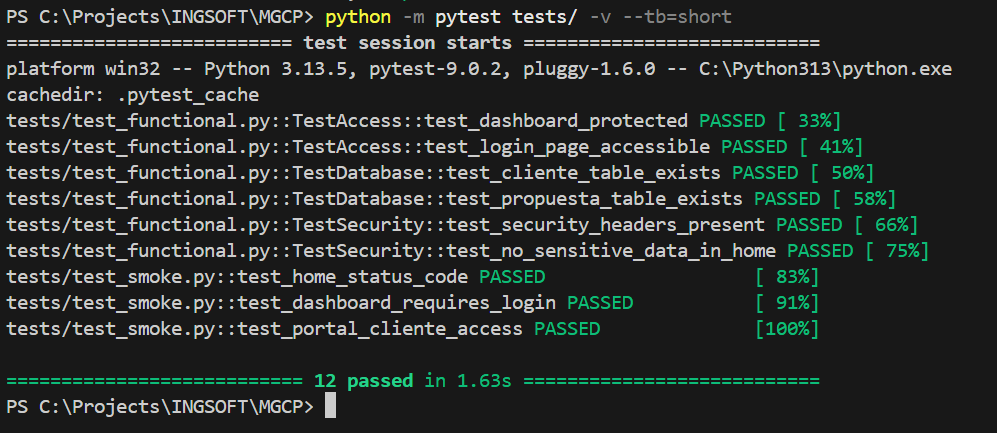 PS C:\Projects\INGSOFT\MGCP> python -m pytest tests/ -v --tb=short
========================== test session starts ===========================
platform win32 -- Python 3.13.5, pytest-9.0.2, pluggy-1.6.0 -- C:\Python313\python.exe
cachedir: .pytest_cache
tests/test_functional.py::TestAccess::test_dashboard_protected PASSED [ 33%]
tests/test_functional.py::TestAccess::test_login_page_accessible PASSED [ 41%]
tests/test_functional.py::TestDatabase::test_cliente_table_exists PASSED [ 50%]
tests/test_functional.py::TestDatabase::test_propuesta_table_exists PASSED [ 58%]
tests/test_functional.py::TestSecurity::test_security_headers_present PASSED [ 66%]
tests/test_functional.py::TestSecurity::test_no_sensitive_data_in_home PASSED [ 75%]
tests/test_smoke.py::test_home_status_code PASSED                   [ 83%]
tests/test_smoke.py::test_dashboard_requires_login PASSED           [ 91%]
tests/test_smoke.py::test_portal_cliente_access PASSED              [100%]
=========================== 12 passed in 1.63s ===========================
PS C:\Projects\INGSOFT\MGCP>